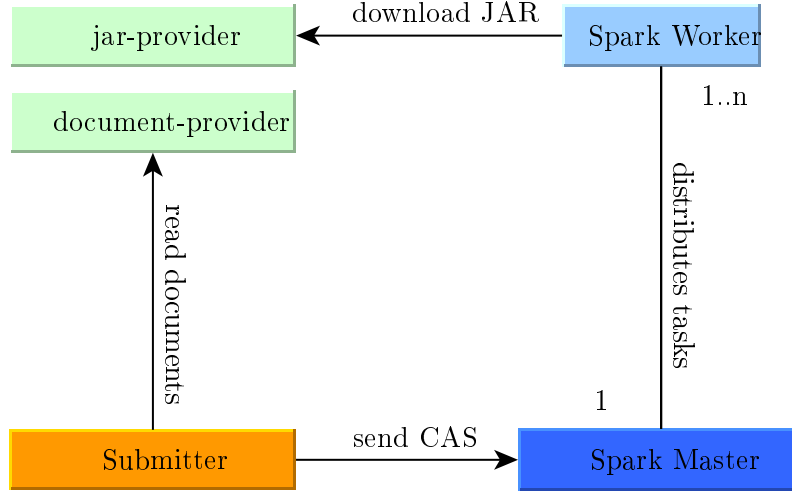 download JAR
jar-provider
Spark Worker
1..n
document-provider
read documents
distributes tasks
1
send CAS
Submitter
Spark Master